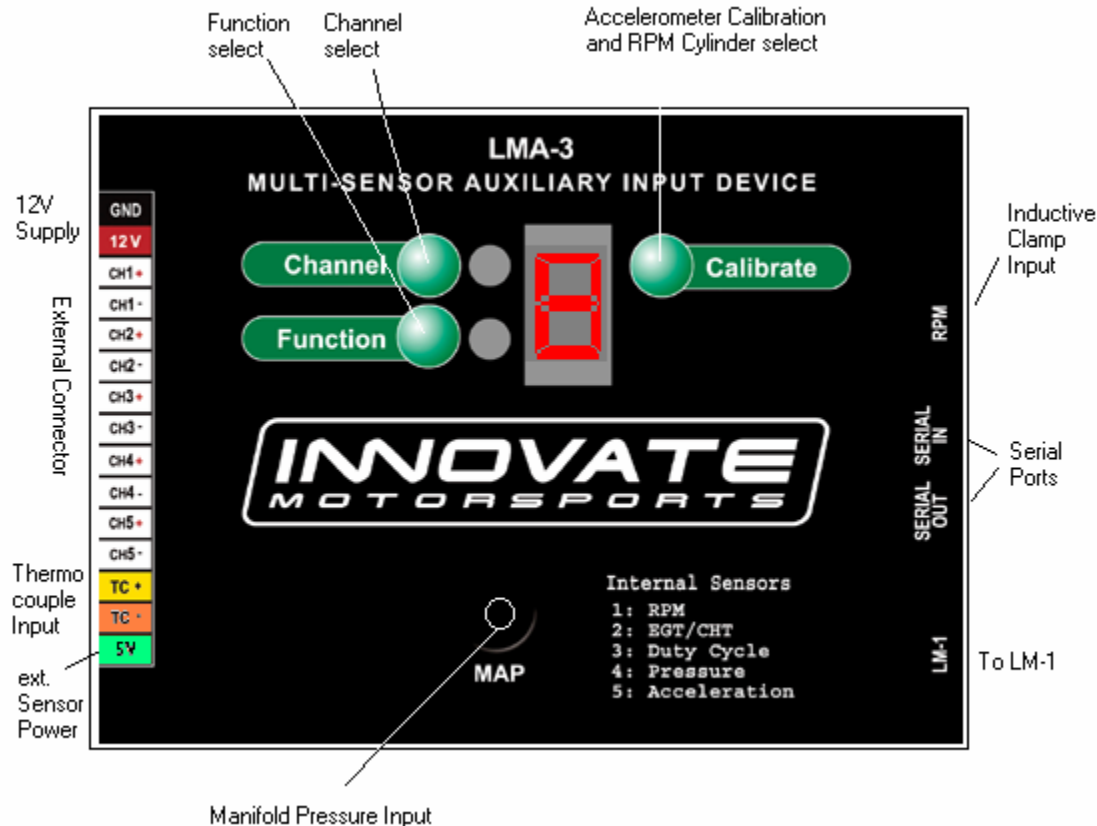 Function
select
Channel
select
Accelerometer Calibration
and RPM Cylinder select
LMA-3
MULTI-SENSOR AUXILIARY INPUT DEVICE
12V
Supply
GND
12V
CH1+
CH1-
CH2+
CH2-
CH3+
CH3-
CH4+
CH4-
CH5+
CH5-
TC +
TC -
5V
External Connector
Thermo
couple
Input
ext.
Sensor
Power
Channel
Function
8
Calibrate
INNOVATE
MOTORSPORTS
MAP
Internal Sensors
1: RPM
2: EGT/CHT
3: Duty Cycle
4: Pressure
5: Acceleration
RPM
SERIAL
IN
SERIAL
OUT
LM-1
Inductive
Clamp
Input
Serial
Ports
To LM-1
Manifold Pressure Input